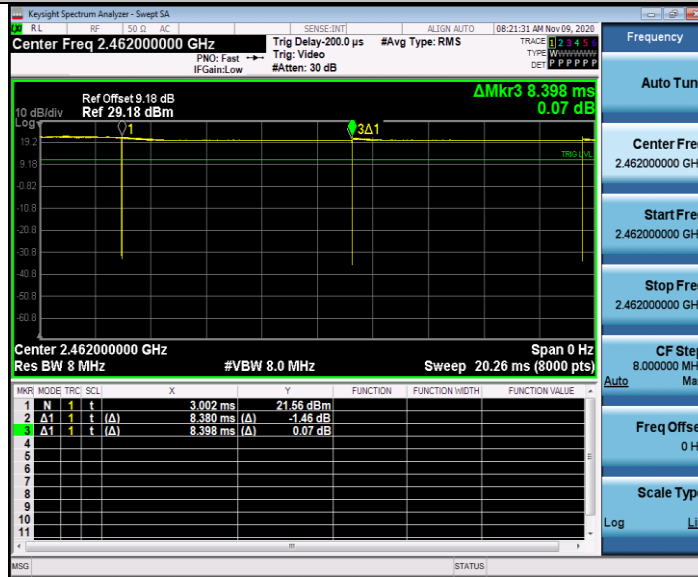 Keysight Spectrum Analyzer - Swept SA
RL RF 50 Ω AC SENSE:INT ALIGN AUTO 08:21:31 AM Nov 09, 2020
Center Freq 2.462000000 GHz
PNO: Fast
IFGain:Low
Trig Delay-200.0 µs
Trig: Video
#Atten: 30 dB
#Avg Type: RMS
TRACE 1 2 3 4 5 6
TYPE
DET P P P P P P
Ref Offset 9.18 dB
10 dB/div Ref 29.18 dBm
Log
ΔMkr3 8.398 ms
0.07 dB
1
3Δ1
19.2
TRIG LVL
9.18
-0.82
-10.8
-20.8
-30.8
-40.8
-50.8
-60.8
Center 2.462000000 GHz Span 0 Hz
Res BW 8 MHz #VBW 8.0 MHz Sweep 20.26 ms (8000 pts)
MKR MODE TRC SCL X Y FUNCTION FUNCTION WIDTH FUNCTION VALUE
1 N 1 t 3.002 ms 21.56 dBm
2 Δ1 1 t (Δ) 8.380 ms (Δ) -1.46 dB
3 Δ1 1 t (Δ) 8.398 ms (Δ) 0.07 dB
4
5
6
7
8
9
10
11
MSG STATUS
Frequency
Auto Tun
Center Fre
2.462000000 GH
Start Fre
2.462000000 GH
Stop Fre
2.462000000 GH
CF Step
8.000000 MH
Auto Ma
Freq Offse
0 H
Scale Typ
Log Li